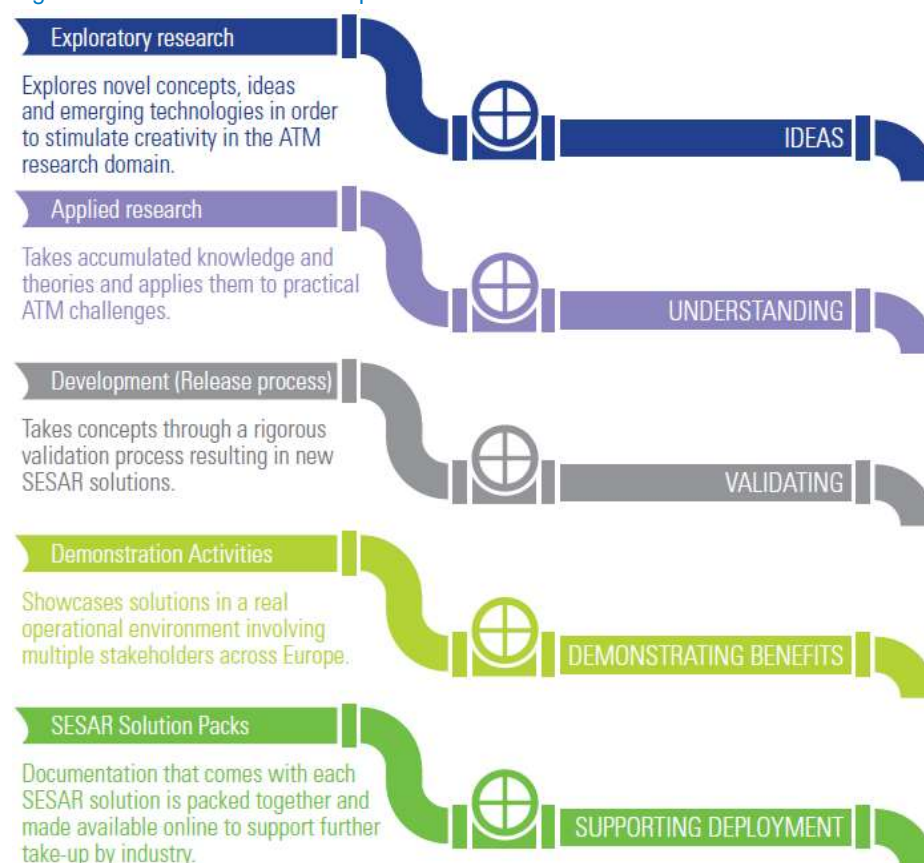 Exploratory research
Explores novel concepts, ideas
and emerging technologies in order
to stimulate creativity in the ATM
research domain.
IDEAS
Applied research
Takes accumulated knowledge and
theories and applies them to practical
ATM challenges.
UNDERSTANDING
Development (Release process)
Takes concepts through a rigorous
validation process resulting in new
SESAR solutions.
VALIDATING
Demonstration Activities
Showcases solutions in a real
operational environment involving
multiple stakeholders across Europe.
DEMONSTRATING BENEFITS
SESAR Solution Packs
Documentation that comes with each
SESAR solution is packed together and
made available online to support further
take-up by industry.
SUPPORTING DEPLOYMENT